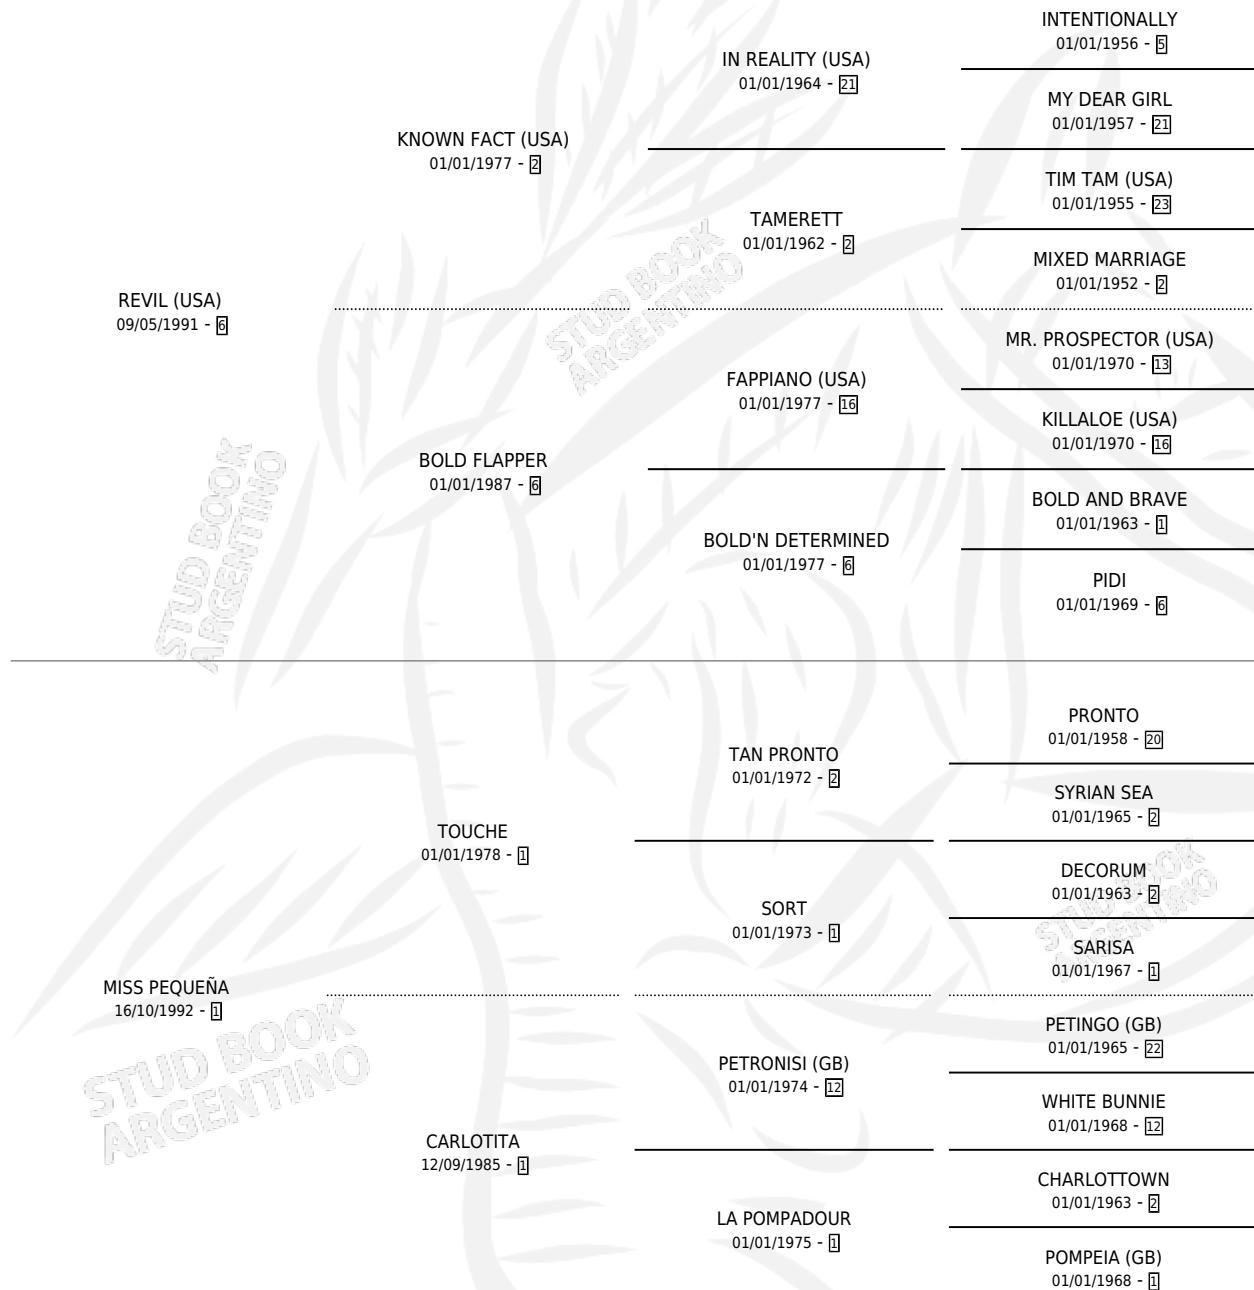 INTENTIONALLY
01/01/1956 - 5
IN REALITY (USA)
01/01/1964 - 21
MY DEAR GIRL
01/01/1957 - 21
KNOWN FACT (USA)
01/01/1977 - 2
TIM TAM (USA)
01/01/1955 - 23
TAMERETT
01/01/1962 - 2
MIXED MARRIAGE
01/01/1952 - 2
REVIL (USA)
09/05/1991 - 6
MR. PROSPECTOR (USA)
01/01/1970 - 13
FAPPIANO (USA)
01/01/1977 - 16
KILLALOE (USA)
01/01/1970 - 16
BOLD FLAPPER
01/01/1987 - 6
BOLD AND BRAVE
01/01/1963 - 1
BOLD'N DETERMINED
01/01/1977 - 6
PIDI
01/01/1969 - 6
PRONTO
01/01/1958 - 20
TAN PRONTO
01/01/1972 - 2
SYRIAN SEA
01/01/1965 - 2
TOUCHE
01/01/1978 - 1
DECORUM
01/01/1963 - 2
SORT
01/01/1973 - 1
SARISA
01/01/1967 - 1
MISS PEQUEÑA
16/10/1992 - 1
PETINGO (GB)
01/01/1965 - 22
PETRONISI (GB)
01/01/1974 - 12
WHITE BUNNIE
01/01/1968 - 12
CARLOTITA
12/09/1985 - 1
CHARLOTTOWN
01/01/1963 - 2
LA POMPADOUR
01/01/1975 - 1
POMPEIA (GB)
01/01/1968 - 1
STUD BOOK
ARGENTINO
STUD BOOK
ARGENTINO
STUD BOOK
ARGENTINO
STUD BOOK
ARGENTINO